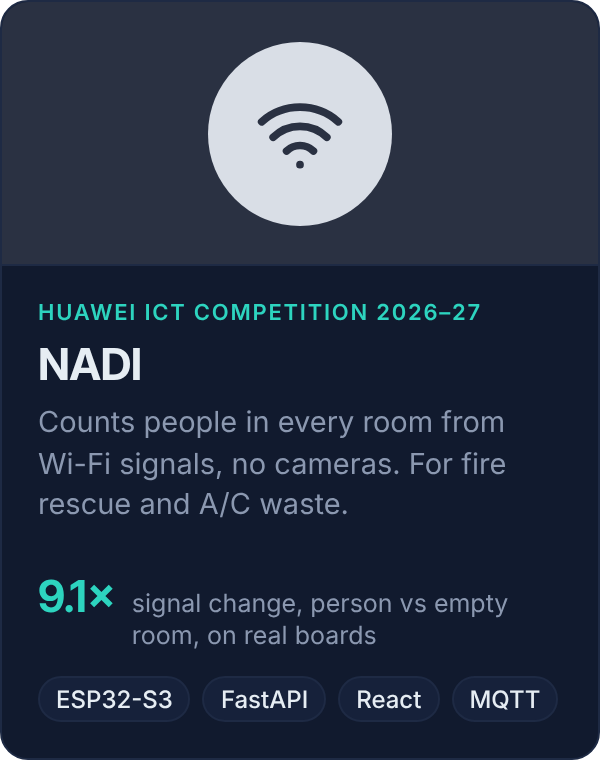 HUAWEI ICT COMPETITION 2026–27
NADI
Counts people in every room from
Wi-Fi signals, no cameras. For fire
rescue and A/C waste.
9.1× signal change, person vs empty
room, on real boards
ESP32-S3 FastAPI React MQTT